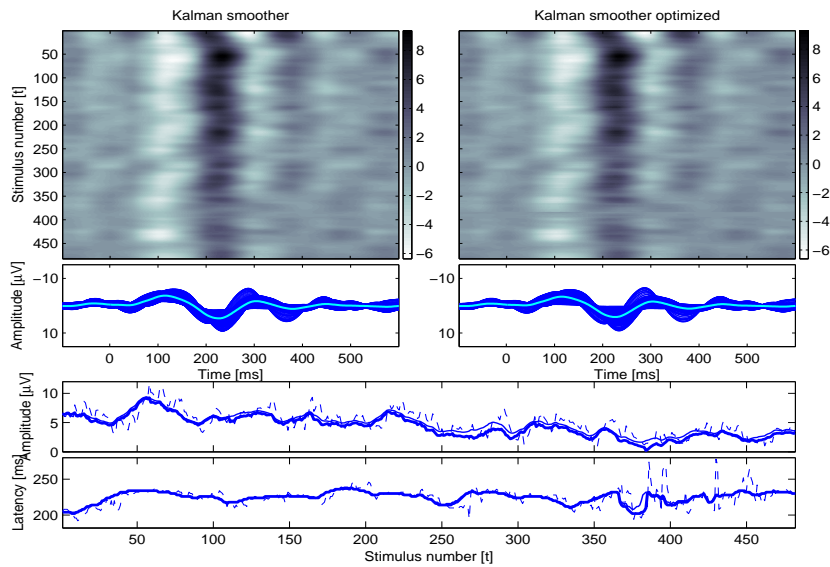 Kalman smoother
Kalman smoother optimized
Stimulus number [t]
50
100
150
200
250
300
350
400
450
8
6
4
2
0
−2
−4
−6
8
6
4
2
0
−2
−4
−6
Amplitude [µV]
-10
10
0 100 200 300 400 500
Time [ms]
-10
10
0 100 200 300 400 500
Time [ms]
Amplitude [µV]
10
5
0
Latency [ms]
250
200
50 100 150 200 250 300 350 400 450
Stimulus number [t]